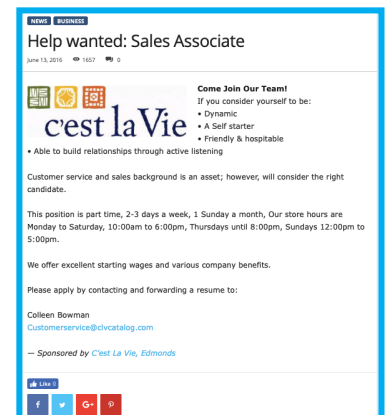 NEWS BUSINESS
Help wanted: Sales Associate
June 13, 2016 1657 0
c'est la Vie
Come Join Our Team!
If you consider yourself to be:
• Dynamic
• A Self starter
• Friendly & hospitable
• Able to build relationships through active listening
Customer service and sales background is an asset; however, will consider the right
candidate.
This position is part time, 2-3 days a week, 1 Sunday a month, Our store hours are
Monday to Saturday, 10:00am to 6:00pm, Thursdays until 8:00pm, Sundays 12:00pm to
5:00pm.
We offer excellent starting wages and various company benefits.
Please apply by contacting and forwarding a resume to:
Colleen Bowman
Customerservice@clvcatalog.com
— Sponsored by C'est La Vie, Edmonds
Like 0
f G+